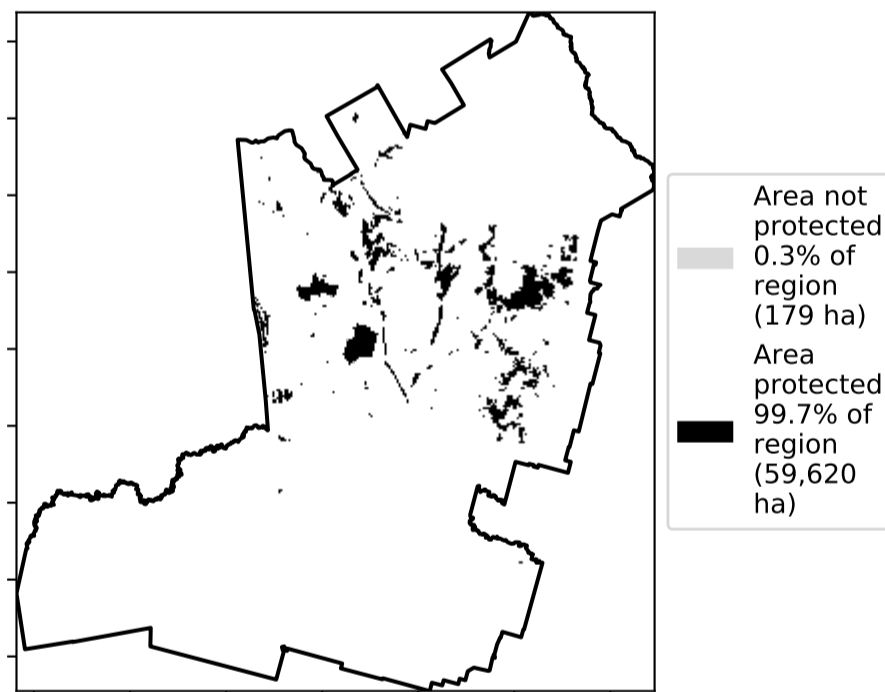 Area not
protected
0.3% of
region
(179 ha)
Area
protected
99.7% of
region
(59,620
ha)